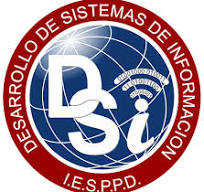 DESARROLLO DE SISTEMAS DE INFORMACION
DSi
I.E.S.P.P.D.